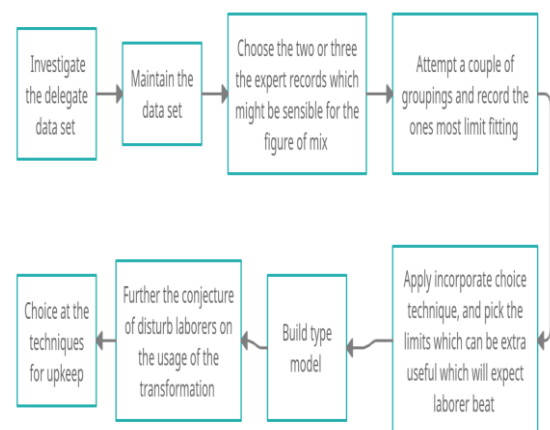 Investigate
the delegate
data set
Maintain the
data set
Choose the two or three
the expert records which
might be sensible for the
figure of mix
Attempt a couple of
groupings and record the
ones most limit fitting
Apply incorporate choice
technique, and pick the
limits which can be extra
useful which will expect
laborer beat
Build type
model
Further the conjecture
of disturb laborers on
the usage of the
transformation
Choice at the
techniques
for upkeep